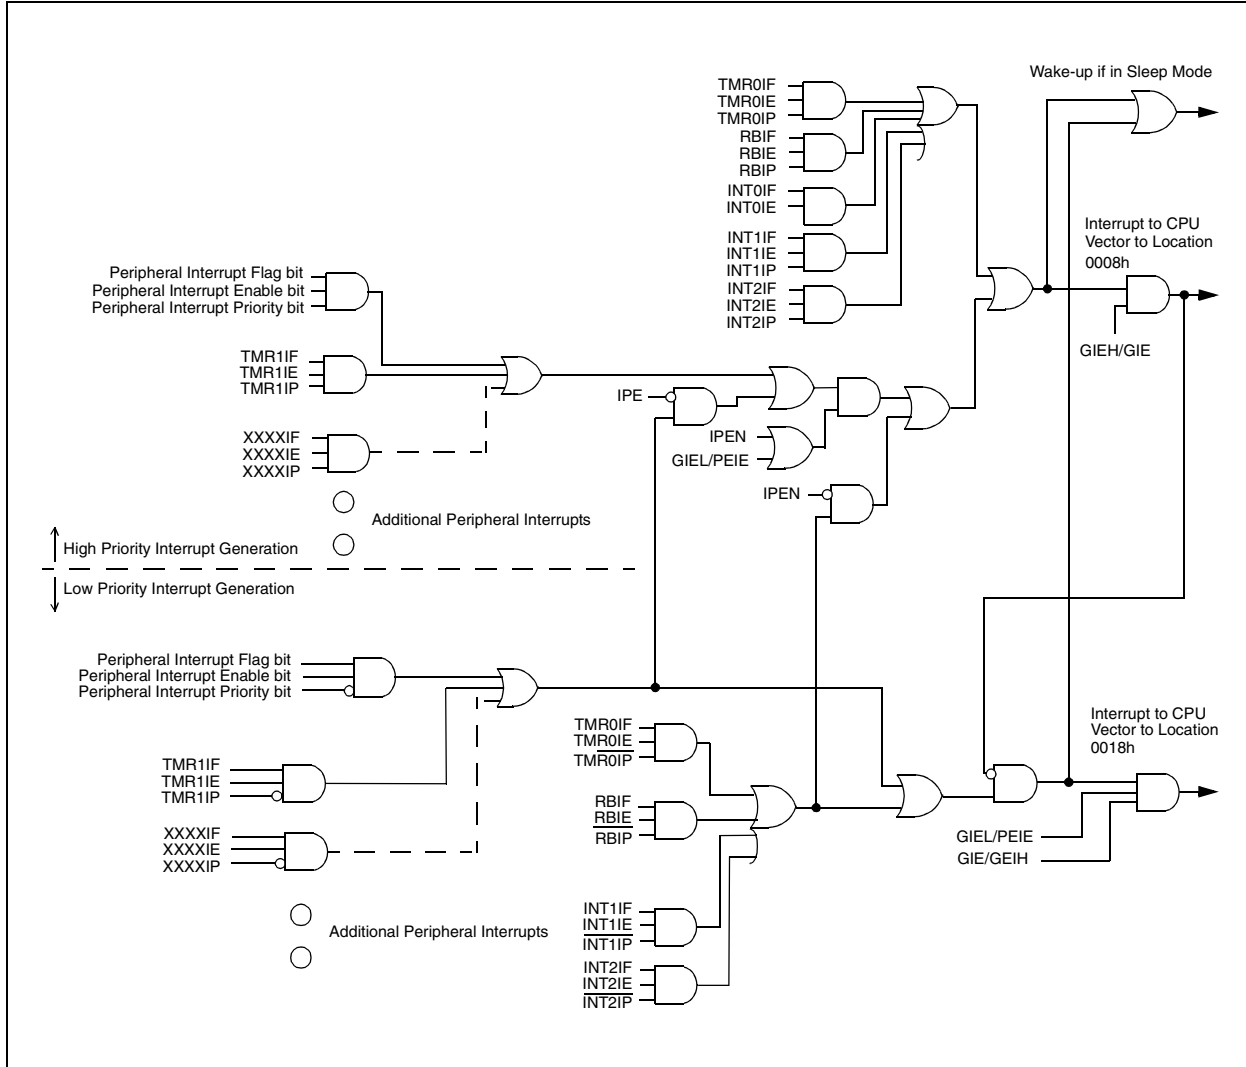 Wake-up if in Sleep Mode
TMR0IF
TMR0IE
TMR0IP
RBIF
RBIE
RBIP
INT0IF
INT0IE
INT1IF
INT1IE
INT1IP
INT2IF
INT2IE
INT2IP
Interrupt to CPU
Vector to Location
0008h
GIEH/GIE
Peripheral Interrupt Flag bit
Peripheral Interrupt Enable bit
Peripheral Interrupt Priority bit
TMR1IF
TMR1IE
TMR1IP
XXXXIF
XXXXIE
XXXXIP
IPE
IPEN
GIEL/PEIE
IPEN
Additional Peripheral Interrupts
High Priority Interrupt Generation
Low Priority Interrupt Generation
Peripheral Interrupt Flag bit
Peripheral Interrupt Enable bit
Peripheral Interrupt Priority bit
TMR1IF
TMR1IE
TMR1IP
XXXXIF
XXXXIE
XXXXIP
Additional Peripheral Interrupts
TMR0IF
TMR0IE
TMR0IP
RBIF
RBIE
RBIP
INT1IF
INT1IE
INT1IP
INT2IF
INT2IE
INT2IP
Interrupt to CPU
Vector to Location
0018h
GIEL/PEIE
GIE/GEIH